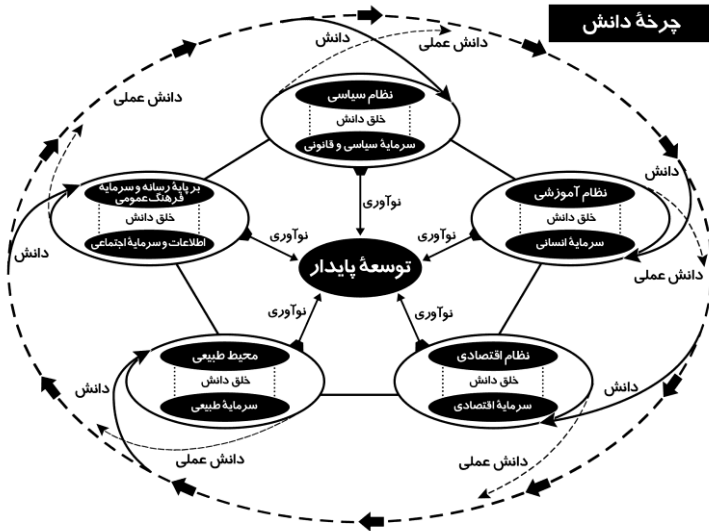 چرخهٔ دانش
دانش
دانش عملی
دانش عملی
نظام سیاسی
خلق دانش
سرمایهٔ سیاسی و قانونی
نوآوری
دانش
نظام آموزشی
خلق دانش
سرمایهٔ انسانی
نوآوری
دانش عملی
بر پایهٔ رسانه و سرمایه
فرهنگ عمومی
خلق دانش
اطلاعات و سرمایهٔ اجتماعی
نوآوری
دانش
توسعهٔ پایدار
نوآوری
نوآوری
نظام اقتصادی
خلق دانش
سرمایهٔ اقتصادی
دانش
دانش عملی
محیط طبیعی
خلق دانش
سرمایهٔ طبیعی
دانش
دانش عملی